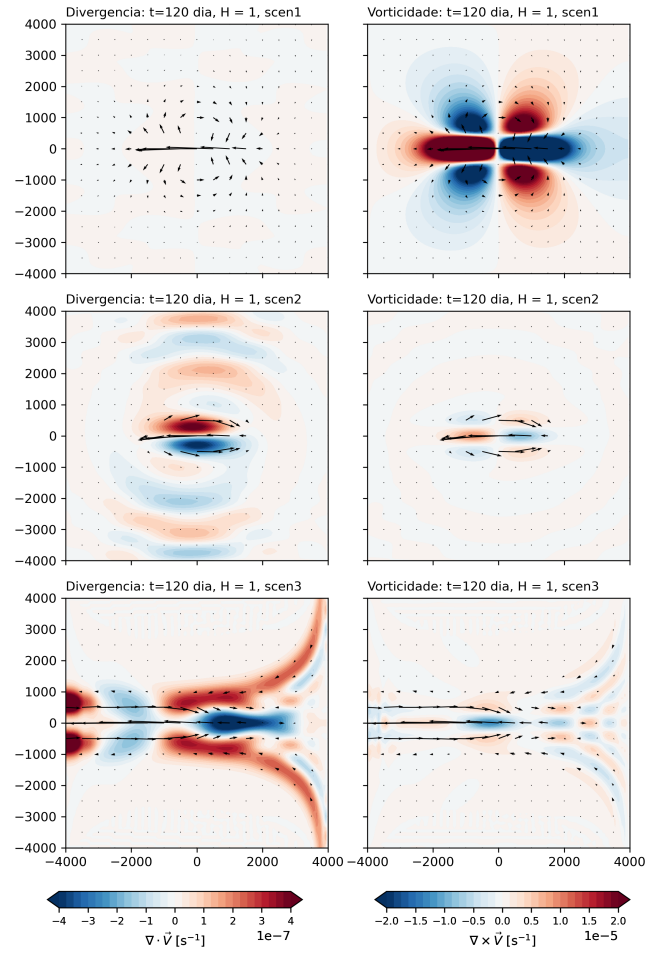 Divergencia: t=120 dia, H = 1, scen1
Vorticidade: t=120 dia, H = 1, scen1
4000
3000
2000
1000
0
−1000
−2000
−3000
−4000
Divergencia: t=120 dia, H = 1, scen2
Vorticidade: t=120 dia, H = 1, scen2
4000
3000
2000
1000
0
−1000
−2000
−3000
−4000
Divergencia: t=120 dia, H = 1, scen3
Vorticidade: t=120 dia, H = 1, scen3
4000
3000
2000
1000
0
−1000
−2000
−3000
−4000
−4000 −2000 0 2000 4000
−4000 −2000 0 2000 4000
−4 −3 −2 −1 0 1 2 3 4
1e−7
∇ · V⃗ [s⁻¹]
−2.0 −1.5 −1.0 −0.5 0.0 0.5 1.0 1.5 2.0
1e−5
∇ × V⃗ [s⁻¹]